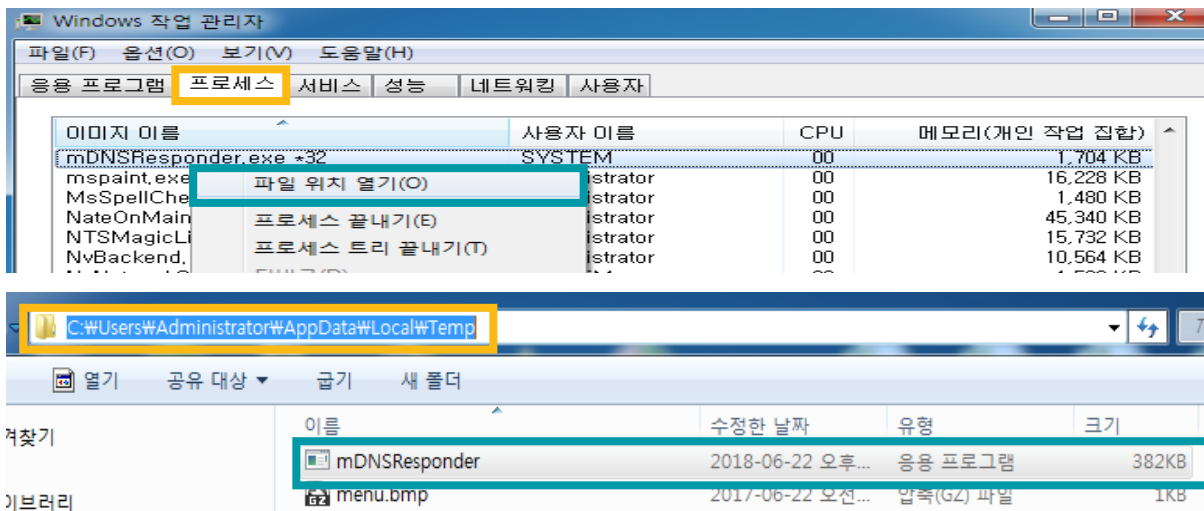 Windows 작업 관리자
파일(F) 옵션(O) 보기(V) 도움말(H)
응용 프로그램 프로세스 서비스 성능 네트워킹 사용자
이미지 이름 사용자 이름 CPU 메모리(개인 작업 집합)
mDNSResponder.exe *32 SYSTEM 00 1,704 KB
mspaint.exe istrator 00 16,228 KB
파일 위치 열기(O)
MsSpellChe istrator 00 1,480 KB
NateOnMain istrator 00 45,340 KB
프로세스 끝내기(E)
NTSMagicLi istrator 00 15,732 KB
프로세스 트리 끝내기(T)
NvBackend. istrator 00 10,564 KB
C:₩Users₩Administrator₩AppData₩Local₩Temp
열기 공유 대상 굽기 새 폴더
이름 수정한 날짜 유형 크기
겨찾기
mDNSResponder 2018-06-22 오후... 응용 프로그램 382KB
menu.bmp 2017-06-22 오전... 압축(GZ) 파일 1KB
이브러리